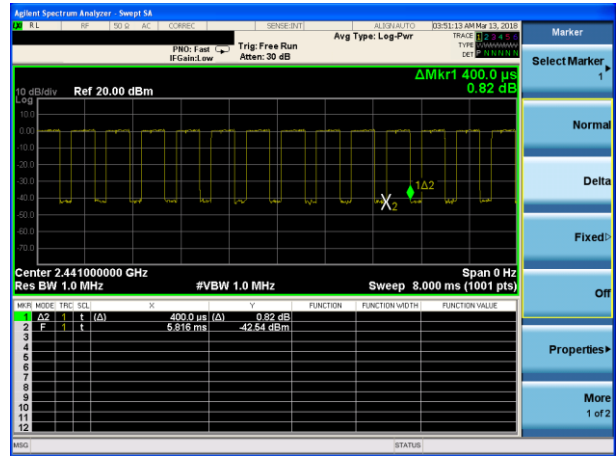 Agilent Spectrum Analyzer - Swept SA
RL RF 50 Ω AC CORREC SENSE:INT ALIGNAUTO 03:51:13 AM Mar 13, 2018
Avg Type: Log-Pwr
TRACE 1 2 3 4 5 6
PNO: Fast Trig: Free Run
TYPE
IFGain:Low Atten: 30 dB
DET P N N N N N
ΔMkr1 400.0 µs
0.82 dB
10 dB/div Ref 20.00 dBm
Log
10.0
0.00
-10.0
-20.0
-30.0
1Δ2
-40.0
X2
-50.0
-60.0
-70.0
Center 2.441000000 GHz Span 0 Hz
Res BW 1.0 MHz #VBW 1.0 MHz Sweep 8.000 ms (1001 pts)
MKR MODE TRC SCL X Y FUNCTION FUNCTION WIDTH FUNCTION VALUE
1 Δ2 1 t (Δ) 400.0 µs (Δ) 0.82 dB
2 F 1 t 5.816 ms -42.54 dBm
3
4
5
6
7
8
9
10
11
12
MSG STATUS
Marker
Select Marker
1
Normal
Delta
Fixed
Off
Properties
More
1 of 2